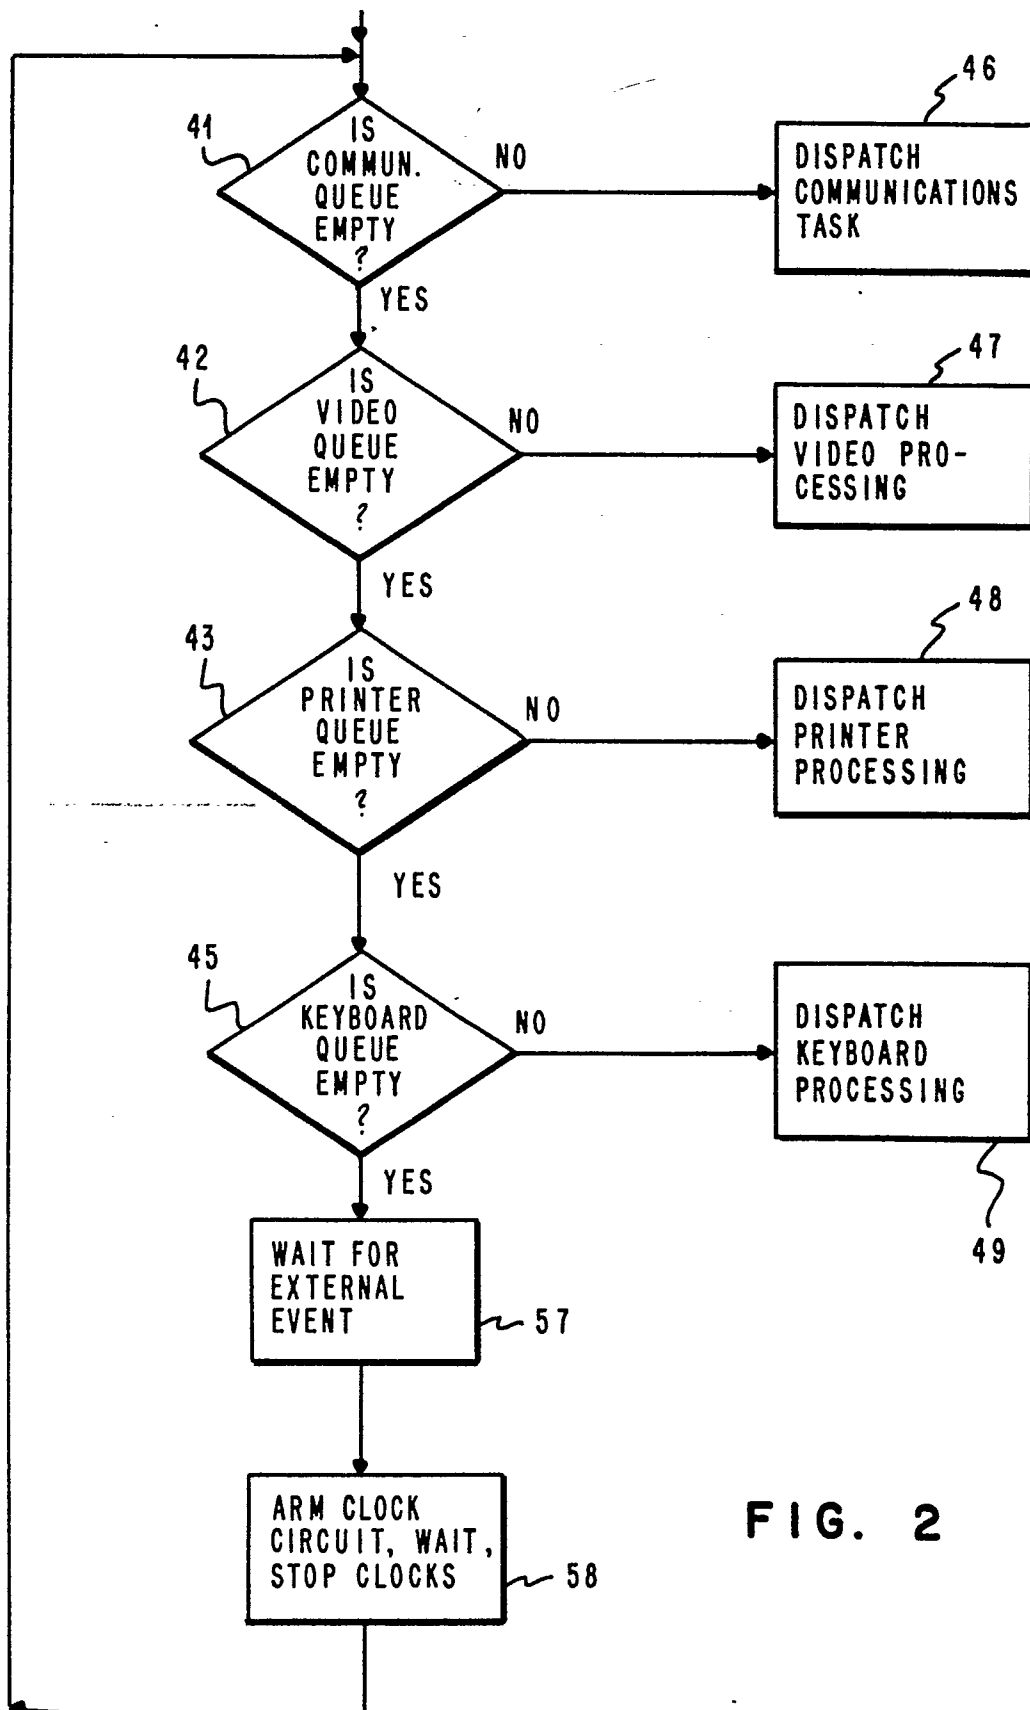 46
41
IS
COMMUN.
QUEUE
EMPTY
?
NO
DISPATCH
COMMUNICATIONS
TASK
YES
47
42
IS
VIDEO
QUEUE
EMPTY
?
NO
DISPATCH
VIDEO PRO-
CESSING
YES
48
43
IS
PRINTER
QUEUE
EMPTY
?
NO
DISPATCH
PRINTER
PROCESSING
YES
45
IS
KEYBOARD
QUEUE
EMPTY
?
NO
DISPATCH
KEYBOARD
PROCESSING
49
YES
WAIT FOR
EXTERNAL
EVENT
57
ARM CLOCK
CIRCUIT, WAIT,
STOP CLOCKS
58
FIG. 2